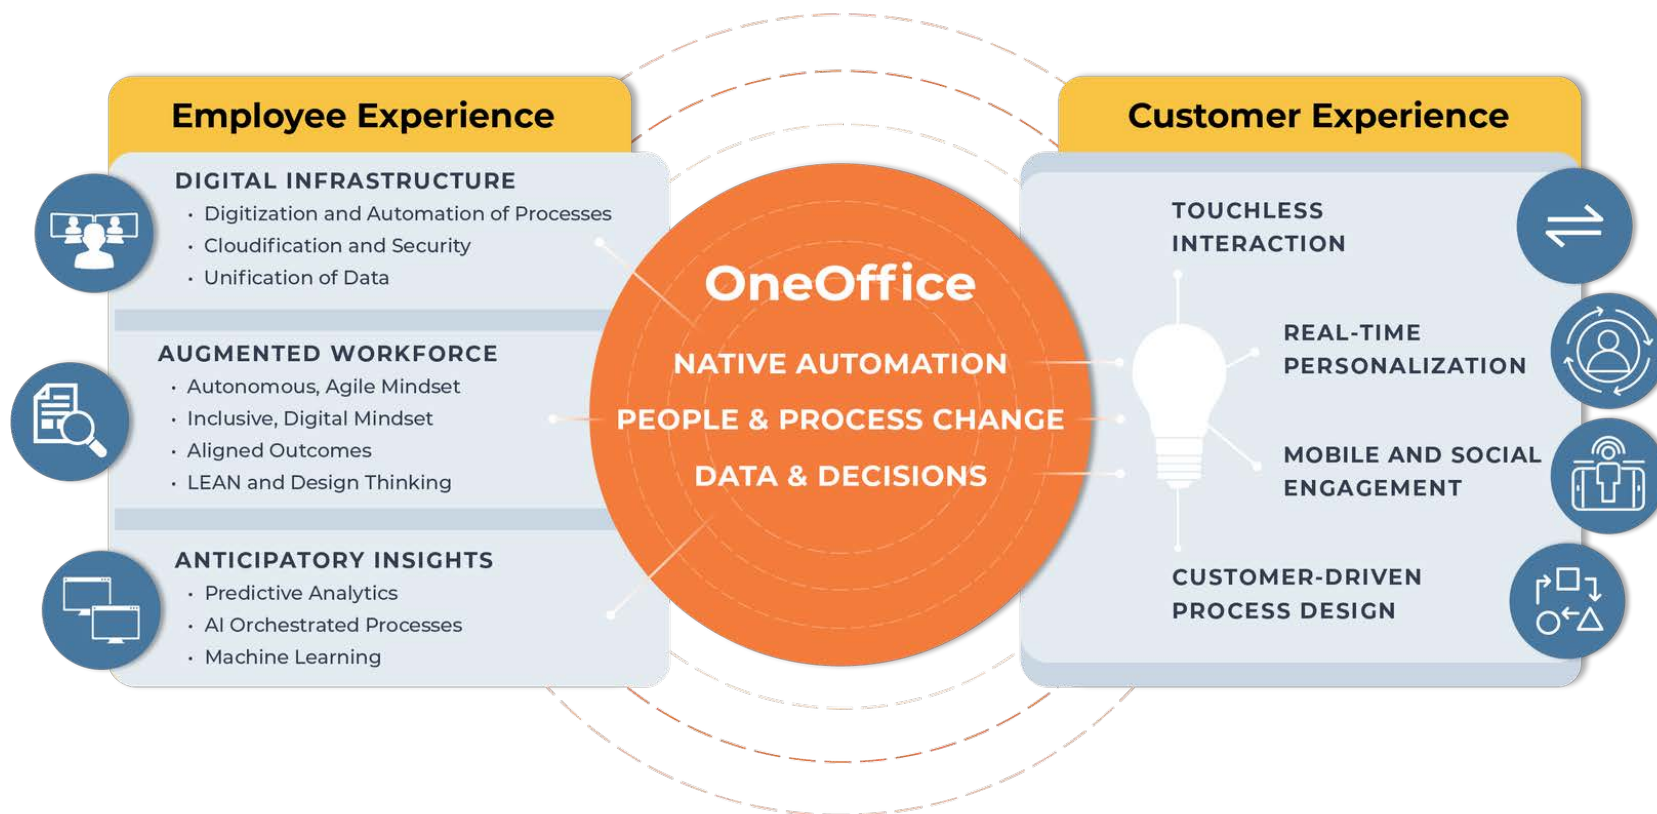 Employee Experience
DIGITAL INFRASTRUCTURE
• Digitization and Automation of Processes
• Cloudification and Security
• Unification of Data
AUGMENTED WORKFORCE
• Autonomous, Agile Mindset
• Inclusive, Digital Mindset
• Aligned Outcomes
• LEAN and Design Thinking
ANTICIPATORY INSIGHTS
• Predictive Analytics
• AI Orchestrated Processes
• Machine Learning
OneOffice
NATIVE AUTOMATION
PEOPLE & PROCESS CHANGE
DATA & DECISIONS
Customer Experience
TOUCHLESS
INTERACTION
REAL-TIME
PERSONALIZATION
MOBILE AND SOCIAL
ENGAGEMENT
CUSTOMER-DRIVEN
PROCESS DESIGN